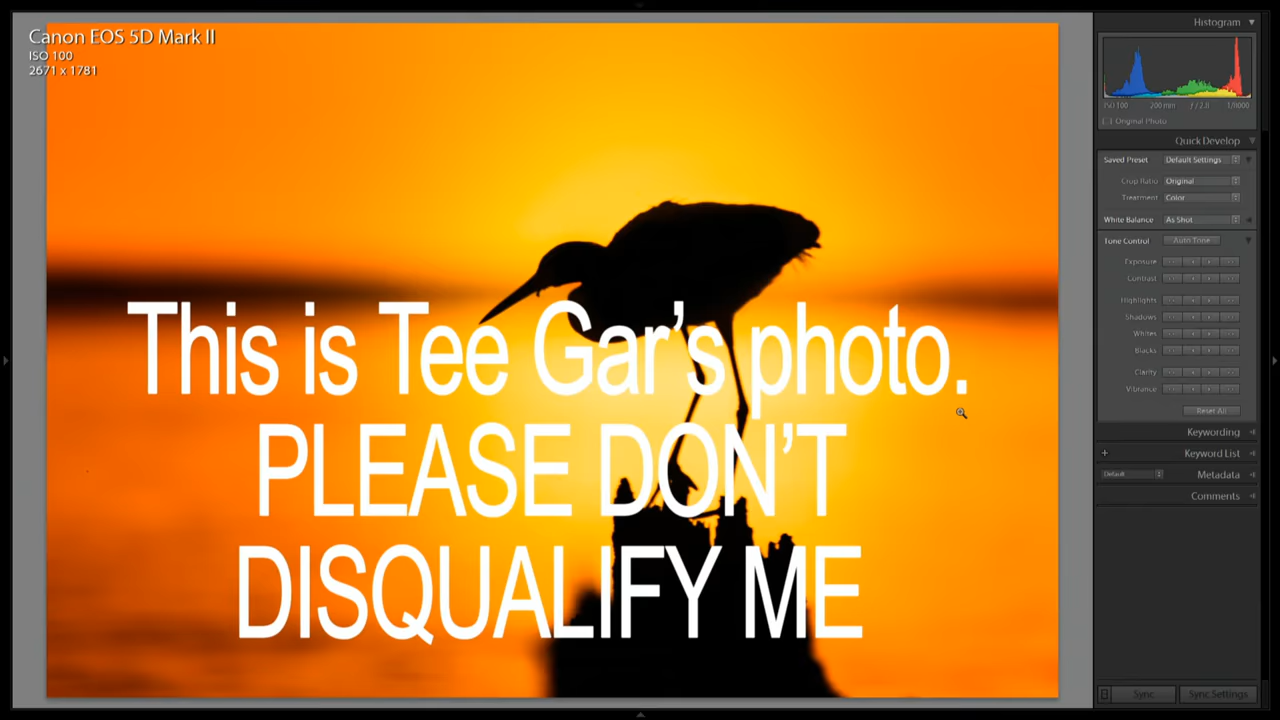 Canon EOS 5D Mark II
ISO 100
2671 x 1781
This is Tee Gar's photo.
PLEASE DON'T
DISQUALIFY ME
Histogram
ISO 100 200 mm ƒ / 2.8 1/8000
Original Photo
Quick Develop
Saved Preset Default Settings
Crop Ratio Original
Treatment Color
White Balance As Shot
Tone Control Auto Tone
Exposure
Contrast
Highlights
Shadows
Whites
Blacks
Clarity
Vibrance
Reset All
Keywording
+ Keyword List
Default Metadata
Comments
Sync Sync Settings